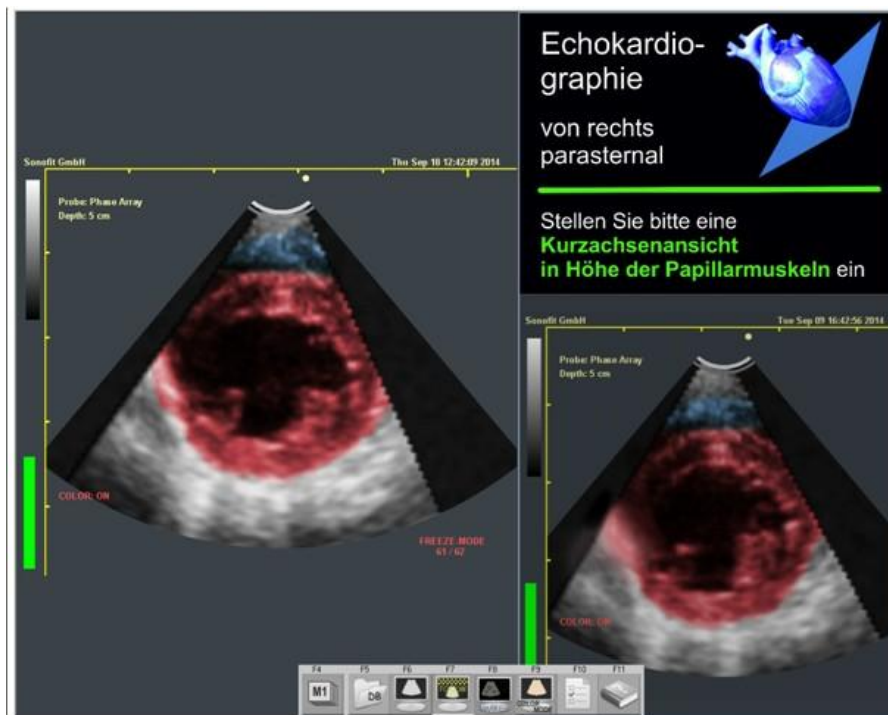 Echokardio-
graphie
von rechts
parasternal
Stellen Sie bitte eine
Kurzachsenansicht
in Höhe der Papillarmuskeln ein
Sonofit GmbH
Thu Sep 18 12:42:09 2014
Probe: Phase Array
Depth: 5 cm
COLOR: ON
FREEZE-MODE
61 / 62
Sonofit GmbH
Tue Sep 09 16:42:56 2014
Probe: Phase Array
Depth: 5 cm
COLOR: ON
F4 F5 F6 F7 F8 F9 F10 F11
M1 DB